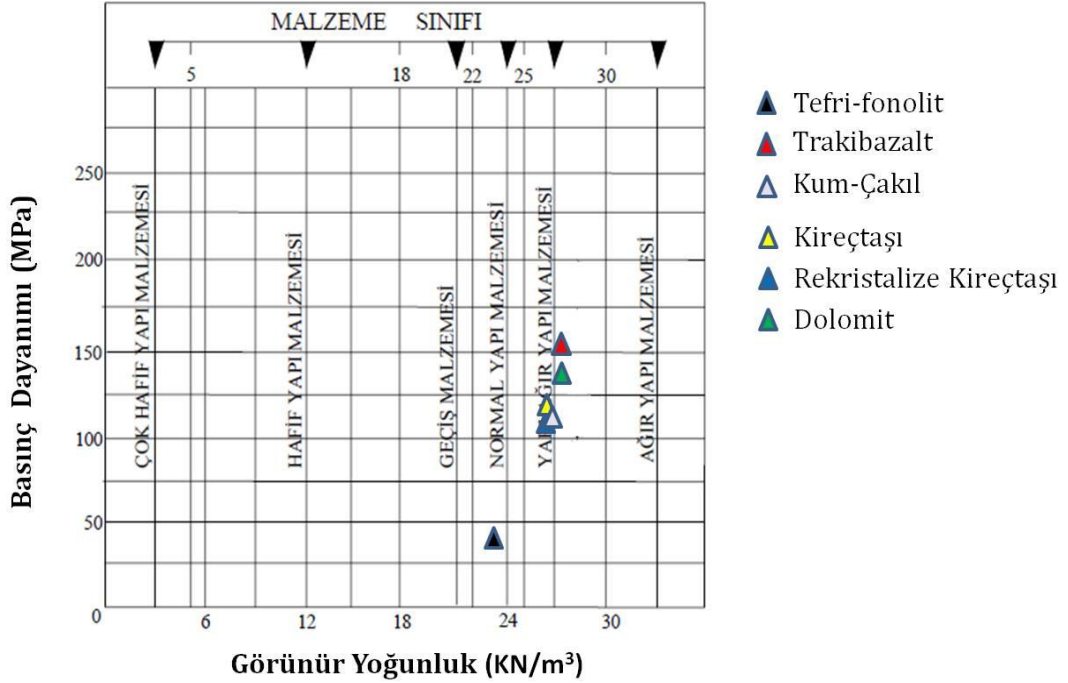 MALZEME SINIFI
5 18 22 25 30
250
200
150
100
50
0
6 12 18 24 30
Basınç Dayanımı (MPa)
Görünür Yoğunluk (KN/m³)
ÇOK HAFİF YAPI MALZEMESİ
HAFİF YAPI MALZEMESİ
GEÇİŞ MALZEMESİ
NORMAL YAPI MALZEMESİ
AĞIR YAPI MALZEMESİ
AĞIR YAPI MALZEMESİ
Tefri-fonolit
Trakibazalt
Kum-Çakıl
Kireçtaşı
Rekristalize Kireçtaşı
Dolomit